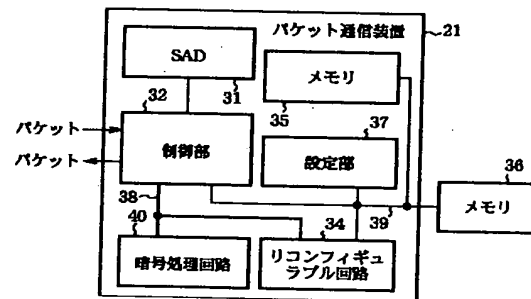 パケット通信装置
21
SAD
31
メモリ
35
32
パケット
パケット
制御部
37
設定部
36
メモリ
38
39
40
暗号処理回路
34
リコンフィギュ
ラブル回路